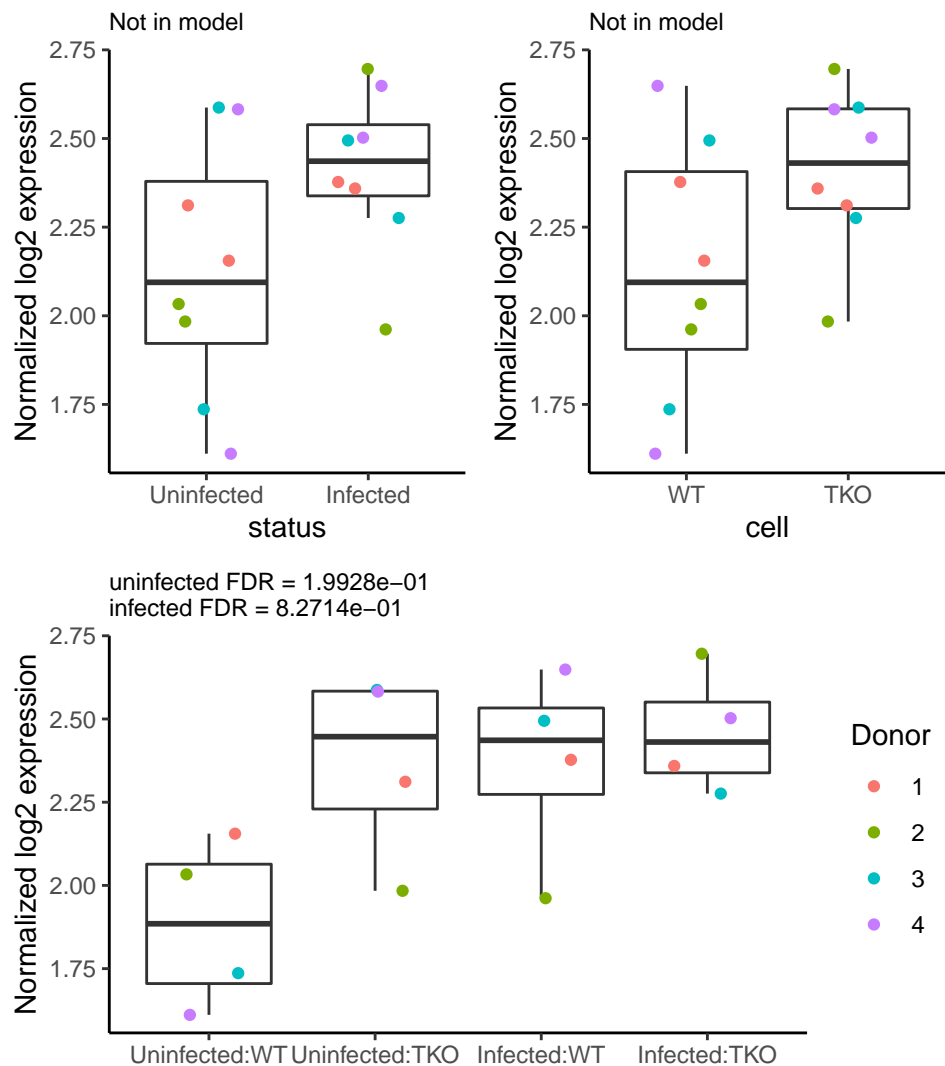 Not in model
Normalized log2 expression
2.75
2.50
2.25
2.00
1.75
Uninfected
Infected
status
Not in model
Normalized log2 expression
2.75
2.50
2.25
2.00
1.75
WT
TKO
cell
uninfected FDR = 1.9928e−01
infected FDR = 8.2714e−01
Normalized log2 expression
2.75
2.50
2.25
2.00
1.75
Uninfected:WT
Uninfected:TKO
Infected:WT
Infected:TKO
Donor
1
2
3
4